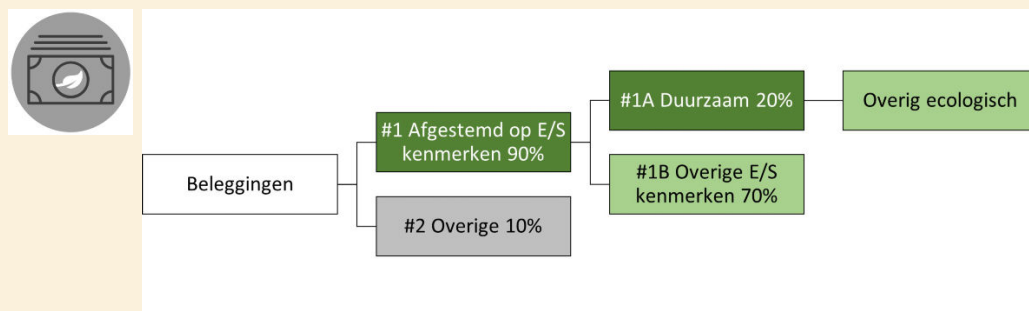 Beleggingen
#1 Afgestemd op E/S
kenmerken 90%
#2 Overige 10%
#1A Duurzaam 20%
#1B Overige E/S
kenmerken 70%
Overig ecologisch